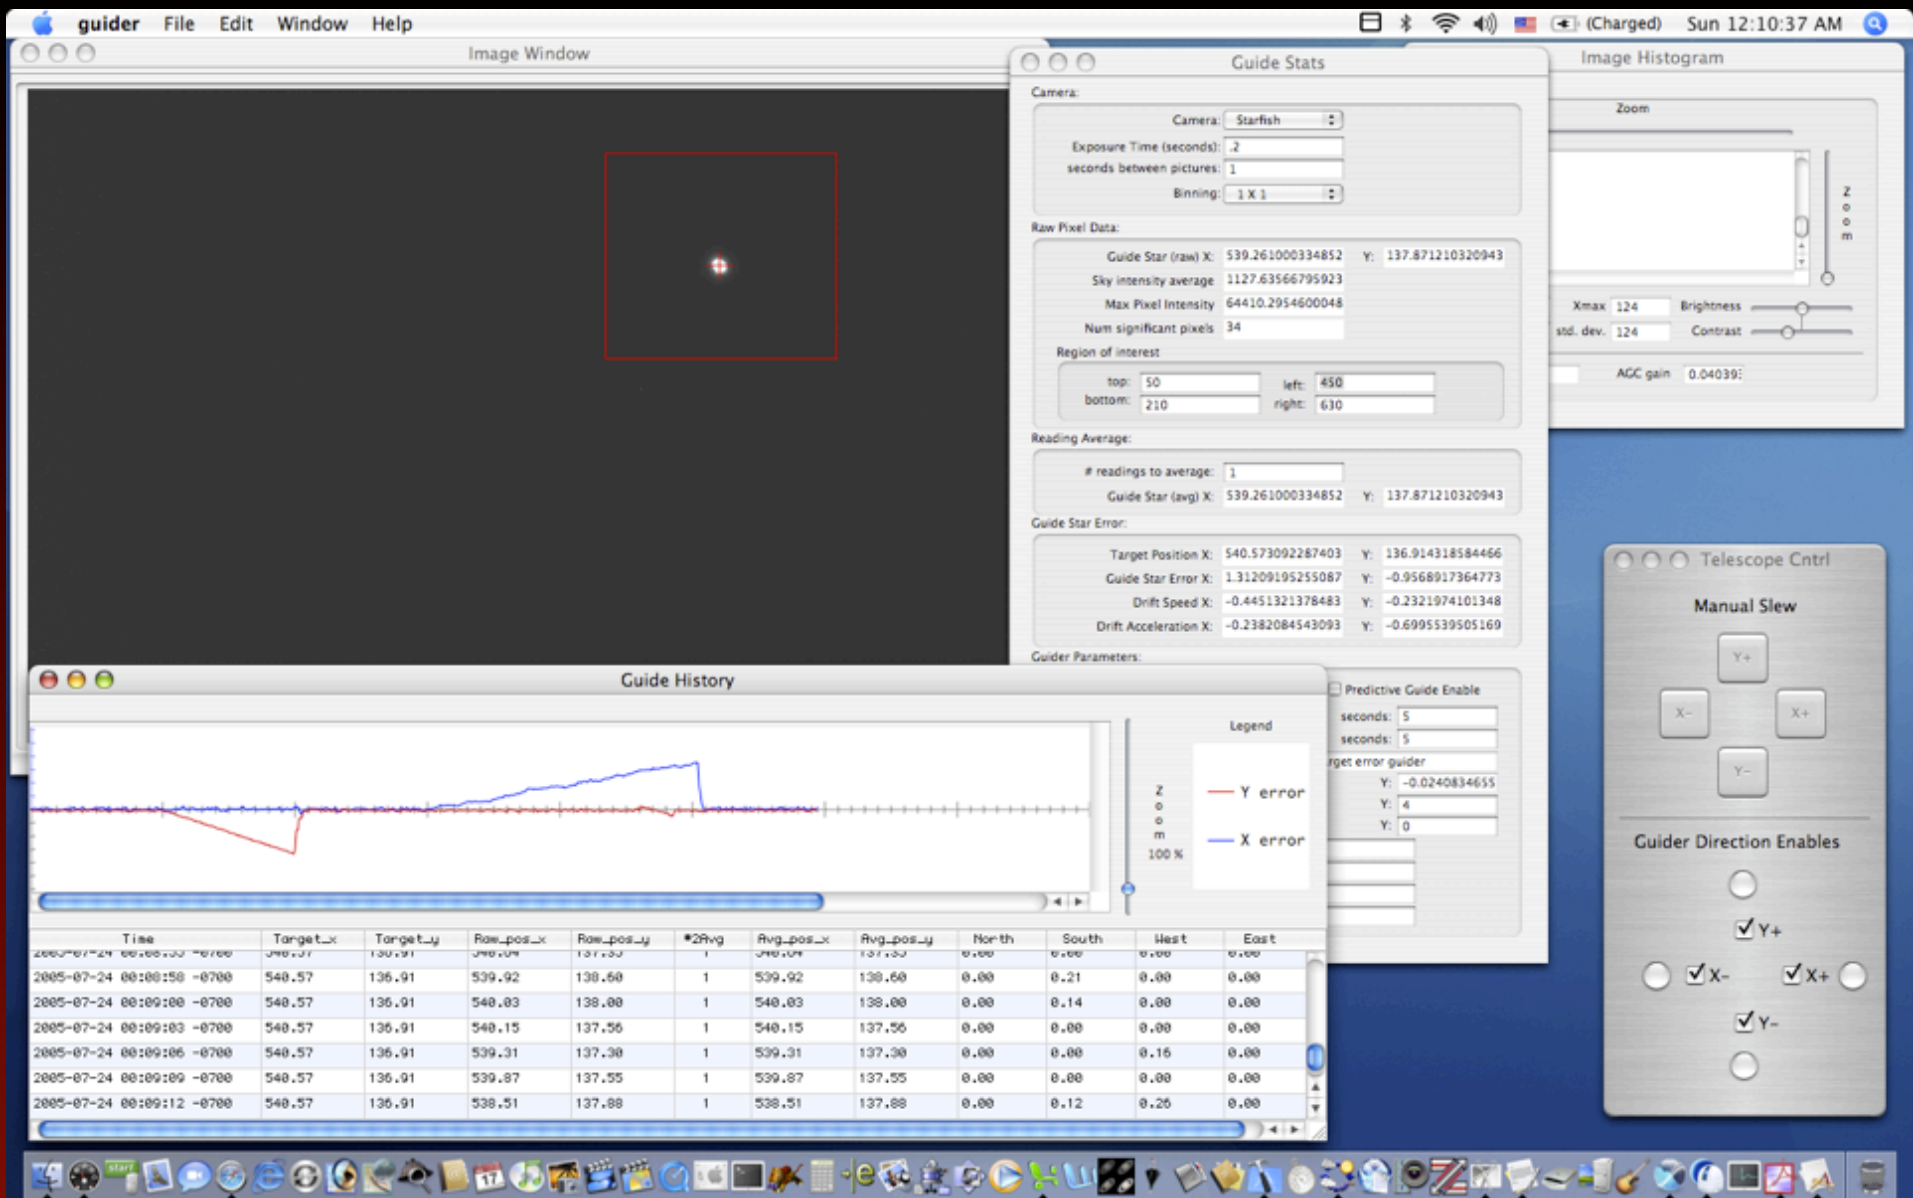 guider File Edit Window Help (Charged) Sun 12:10:37 AM
Image Window
Guide Stats
Camera:
Camera: Starfish
Exposure Time (seconds): .2
seconds between pictures: 1
Binning: 1 X 1
Raw Pixel Data:
Guide Star (raw) X: 539.261000334852 Y: 137.871210320943
Sky intensity average 1127.63566795923
Max Pixel Intensity 64410.2954600048
Num significant pixels 34
Region of interest
top: 50 left: 450
bottom: 210 right: 630
Reading Average:
# readings to average: 1
Guide Star (avg) X: 539.261000334852 Y: 137.871210320943
Guide Star Error:
Target Position X: 540.573092287403 Y: 136.914318584466
Guide Star Error X: 1.31209195255087 Y: -0.9568917364773
Drift Speed X: -0.4451321378483 Y: -0.2321974101348
Drift Acceleration X: -0.2382084543093 Y: -0.6995539505169
Guider Parameters:
Predictive Guide Enable
seconds: 5
seconds: 5
rget error guider
Y: -0.0240834655
Y: 4
Y: 0
Image Histogram
Zoom
Zoom
Xmax 124 Brightness
std. dev. 124 Contrast
AGC gain 0.04039
Telescope Cntrl
Manual Slew
Y+
X- X+
Y-
Guider Direction Enables
Y+
X- X+
Y-
Guide History
Legend
Zoom
100 %
Y error
X error
Time Target_x Target_y Raw_pos_x Raw_pos_y #2Avg Avg_pos_x Avg_pos_y North South West East
2005-07-24 00:08:58 -0700 540.57 136.91 539.92 138.60 1 539.92 138.60 0.00 0.21 0.00 0.00
2005-07-24 00:09:00 -0700 540.57 136.91 540.03 138.00 1 540.03 138.00 0.00 0.14 0.00 0.00
2005-07-24 00:09:03 -0700 540.57 136.91 540.15 137.56 1 540.15 137.56 0.00 0.00 0.00 0.00
2005-07-24 00:09:06 -0700 540.57 136.91 539.31 137.30 1 539.31 137.30 0.00 0.00 0.16 0.00
2005-07-24 00:09:09 -0700 540.57 136.91 539.87 137.55 1 539.87 137.55 0.00 0.00 0.00 0.00
2005-07-24 00:09:12 -0700 540.57 136.91 538.51 137.88 1 538.51 137.88 0.00 0.12 0.26 0.00
start
17